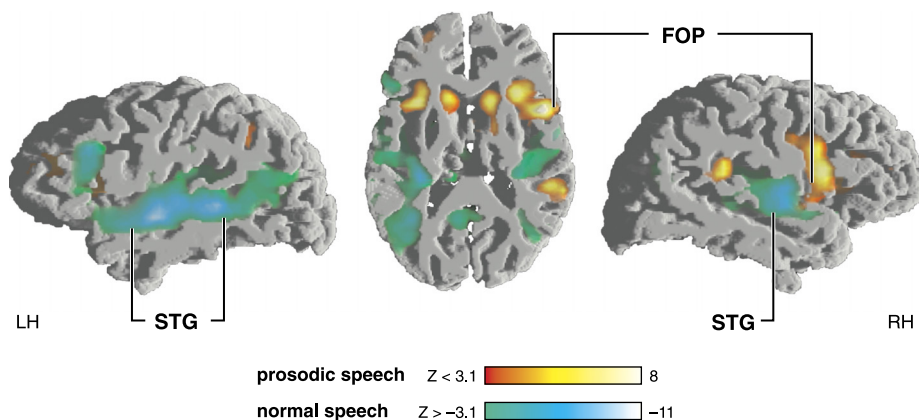 FOP
LH
STG
STG
RH
prosodic speech Z < 3.1 8
normal speech Z > −3.1 −11